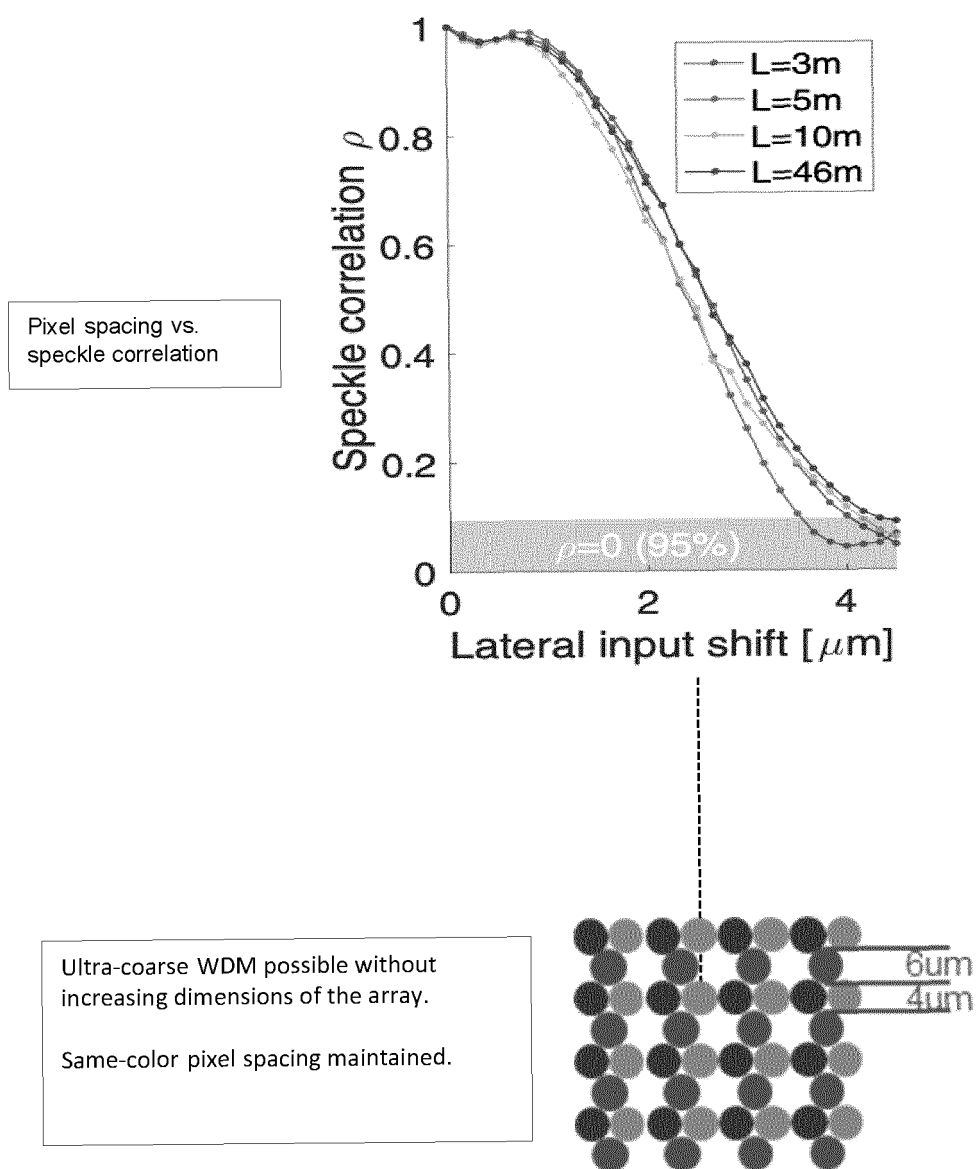 1
0.8
0.6
0.4
0.2
0
Speckle correlation ρ
L=3m
L=5m
L=10m
L=46m
ρ=0 (95%)
0
2
4
Lateral input shift [μm]
Pixel spacing vs.
speckle correlation
Ultra-coarse WDM possible without
increasing dimensions of the array.
Same-color pixel spacing maintained.
6um
4um